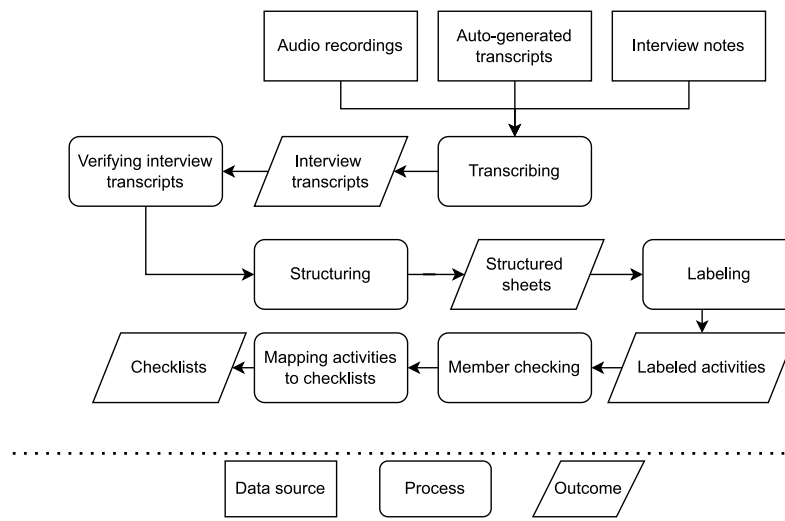 Audio recordings
Auto-generated
transcripts
Interview notes
Verifying interview
transcripts
Interview
transcripts
Transcribing
Structuring
Structured
sheets
Labeling
Checklists
Mapping activities
to checklists
Member checking
Labeled activities
Data source
Process
Outcome